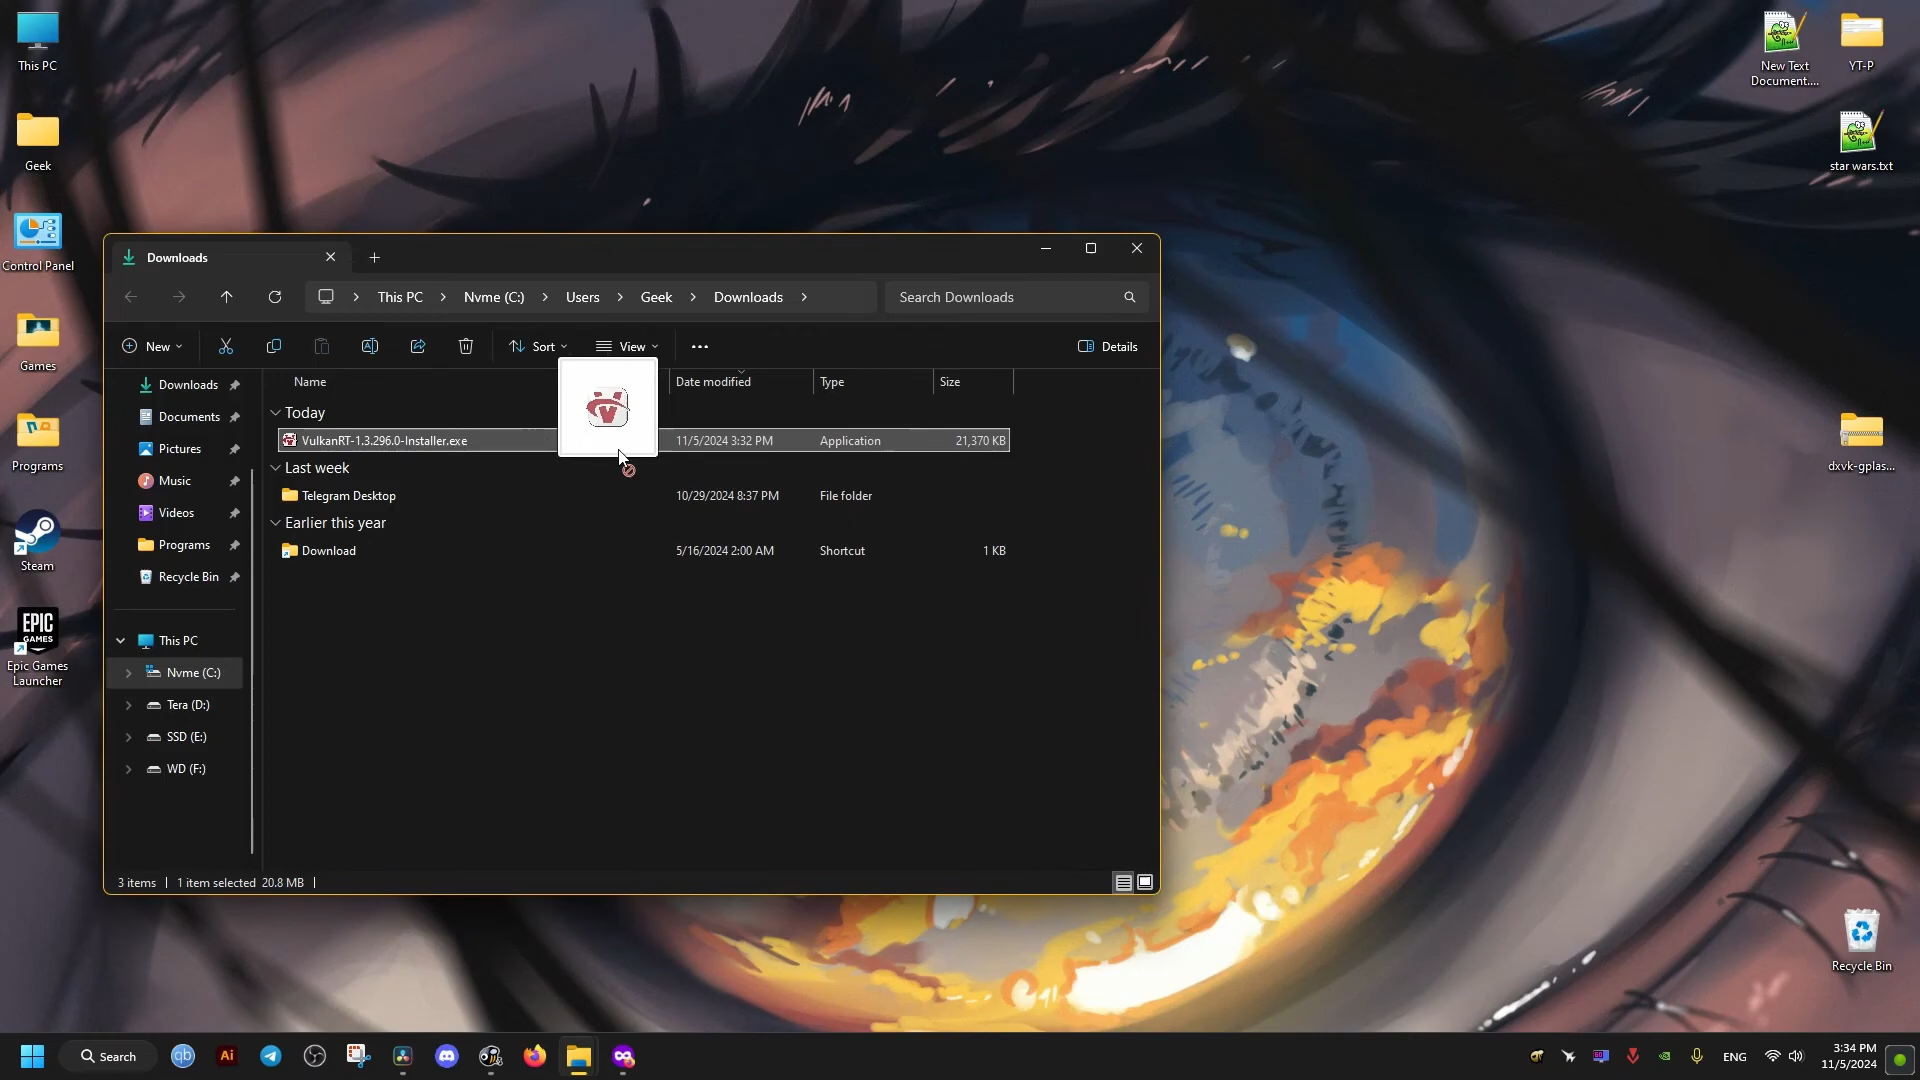 This PC
Geek
Control Panel
Games
Programs
Steam
EPIC
GAMES
Epic Games
Launcher
New Text
Document....
YT-P
star wars.txt
dxvk-gplas...
Recycle Bin
Downloads
This PC
Nvme (C:)
Users
Geek
Downloads
Search Downloads
New
Sort
View
Details
Downloads
Documents
Pictures
Music
Videos
Programs
Recycle Bin
This PC
Nvme (C:)
Tera (D:)
SSD (E:)
WD (F:)
Name
Date modified
Type
Size
Today
VulkanRT-1.3.296.0-Installer.exe
11/5/2024 3:32 PM
Application
21,370 KB
Last week
Telegram Desktop
10/29/2024 8:37 PM
File folder
Earlier this year
Download
5/16/2024 2:00 AM
Shortcut
1 KB
3 items
1 item selected 20.8 MB
Search
qb
Ai
ENG
3:34 PM
11/5/2024